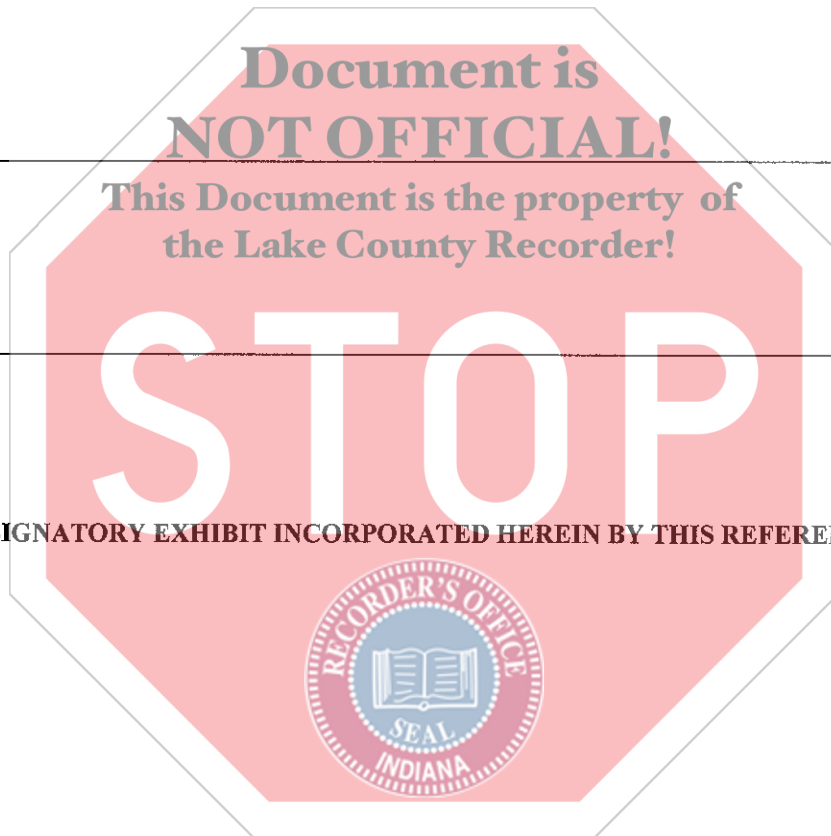 Document is
NOT OFFICIAL!
This Document is the property of
the Lake County Recorder!
STOP
IGNATORY EXHIBIT INCORPORATED HEREIN BY THIS REFERE
RECORDER'S OFFICE
SEAL
INDIANA